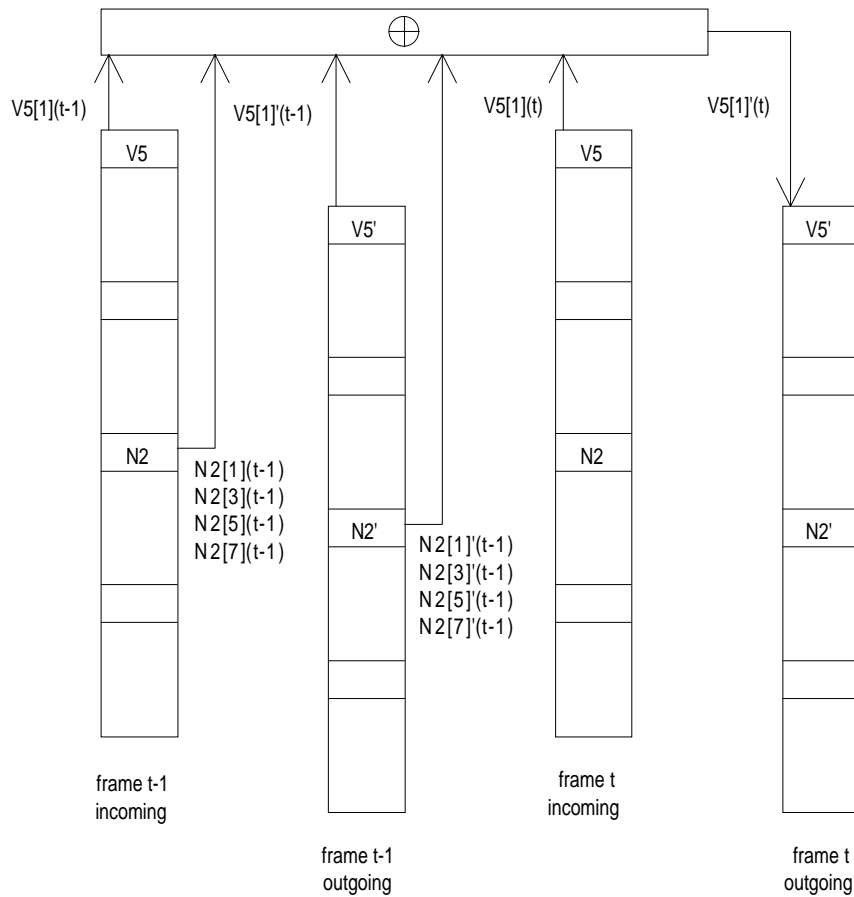 V5[1](t-1)
V5[1]'(t-1)
V5[1](t)
V5[1]'(t)
V5
V5
V5'
V5'
N2
N2
N2[1](t-1)
N2[3](t-1)
N2[5](t-1)
N2[7](t-1)
N2'
N2'
N2[1]'(t-1)
N2[3]'(t-1)
N2[5]'(t-1)
N2[7]'(t-1)
frame t-1
incoming
frame t
incoming
frame t-1
outgoing
frame t
outgoing